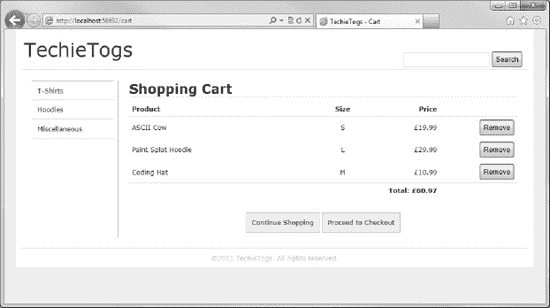 http://localhost:58692/cart
TechieTogs - Cart
TechieTogs
Search
T-Shirts
Hoodies
Miscellaneous
Shopping Cart
Product Size Price
ASCII Cow S £19.99 Remove
Paint Splat Hoodie L £29.99 Remove
Coding Hat M £10.99 Remove
Total: £60.97
Continue Shopping Proceed to Checkout
©2011 TechieTogs. All rights reserved.